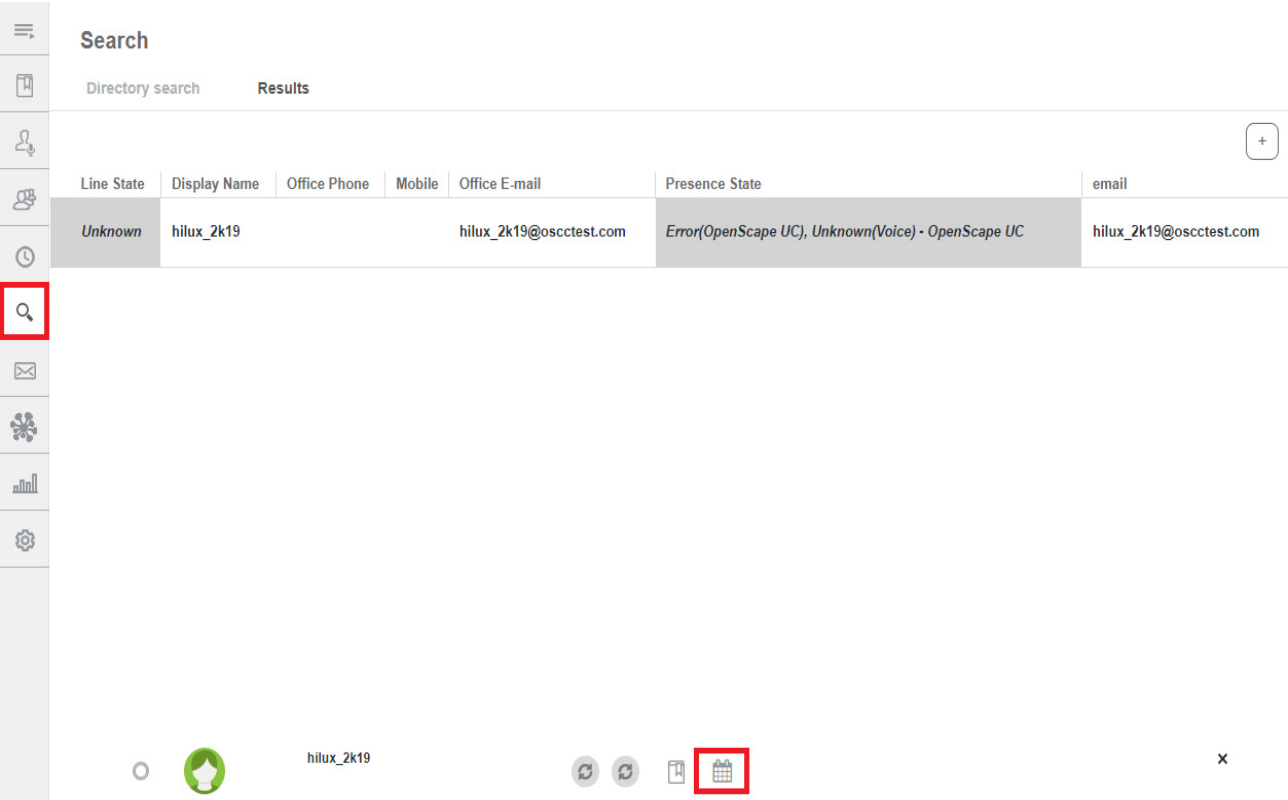 Search
Directory search Results
+
Line State Display Name Office Phone Mobile Office E-mail Presence State email
Unknown hilux_2k19 hilux_2k19@oscctest.com Error(OpenScape UC), Unknown(Voice) - OpenScape UC hilux_2k19@oscctest.com
hilux_2k19